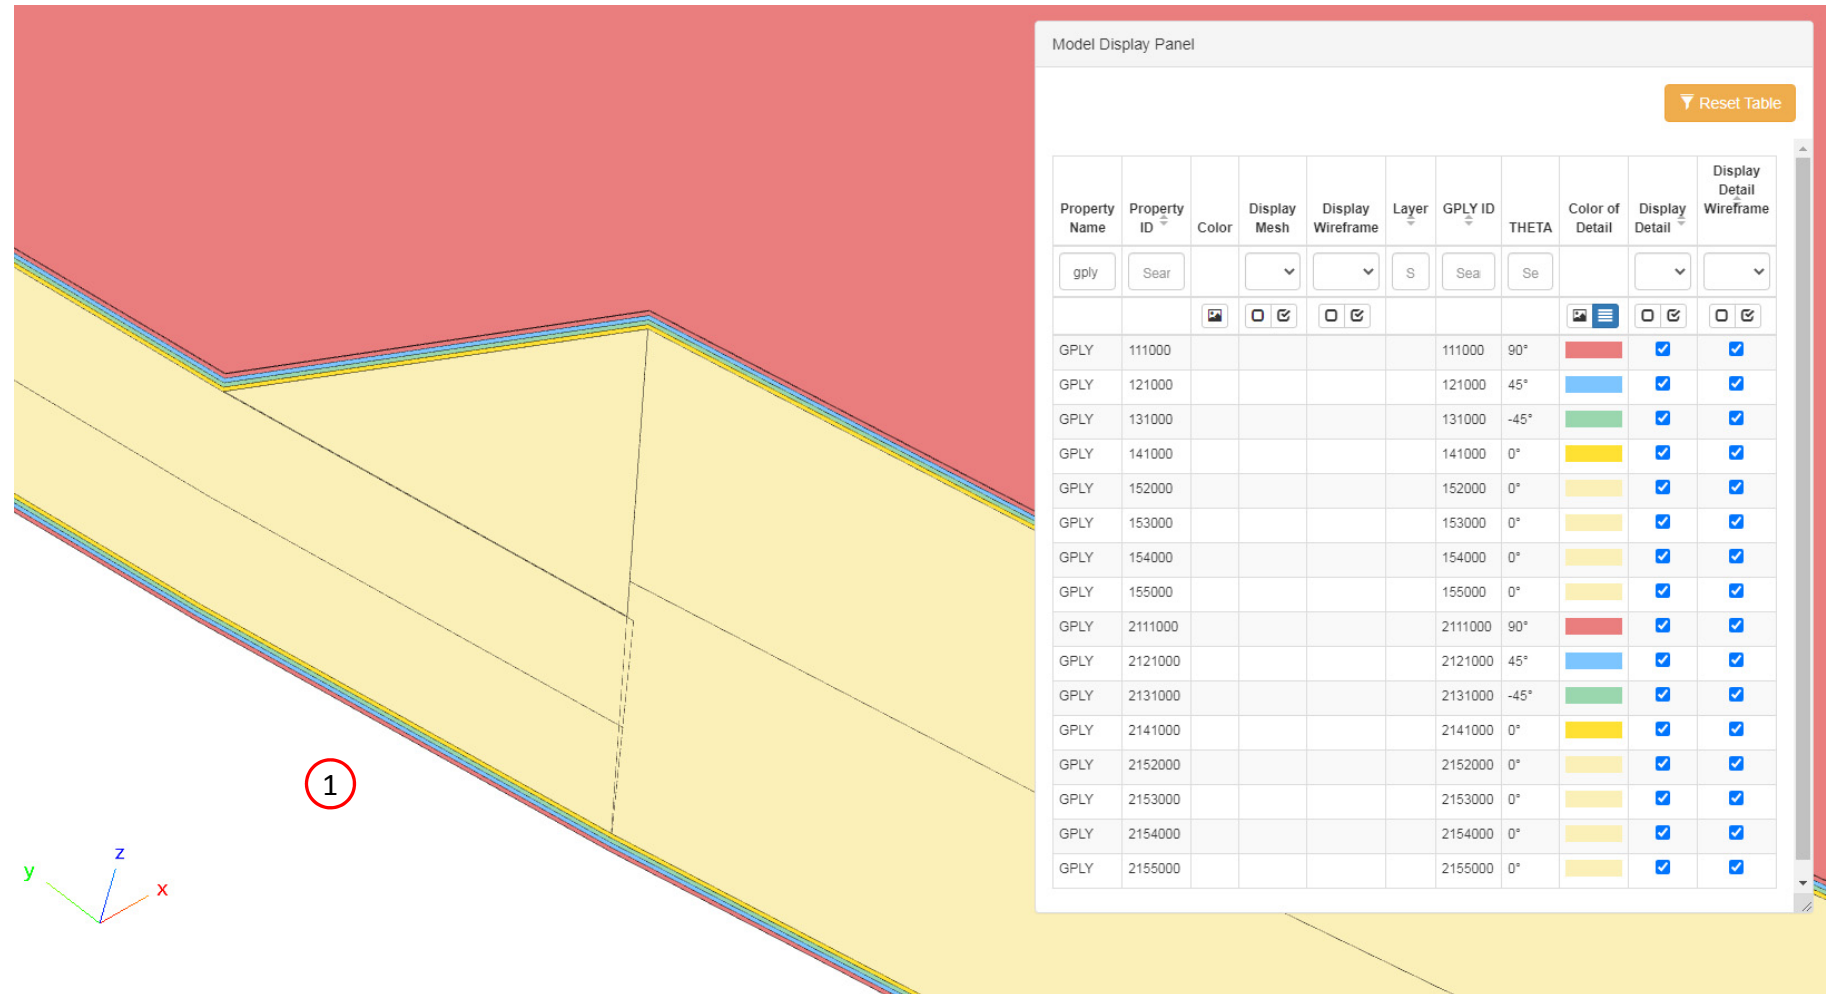 Model Display Panel
Reset Table
Property Name Property ID Color Display Mesh Display Wireframe Layer GPLY ID THETA Color of Detail Display Detail Display Detail Wireframe
gply Sear S Sea Se
GPLY 111000 111000 90°
GPLY 121000 121000 45°
GPLY 131000 131000 -45°
GPLY 141000 141000 0°
GPLY 152000 152000 0°
GPLY 153000 153000 0°
GPLY 154000 154000 0°
GPLY 155000 155000 0°
GPLY 2111000 2111000 90°
GPLY 2121000 2121000 45°
GPLY 2131000 2131000 -45°
GPLY 2141000 2141000 0°
GPLY 2152000 2152000 0°
GPLY 2153000 2153000 0°
GPLY 2154000 2154000 0°
GPLY 2155000 2155000 0°
1
z
y
x